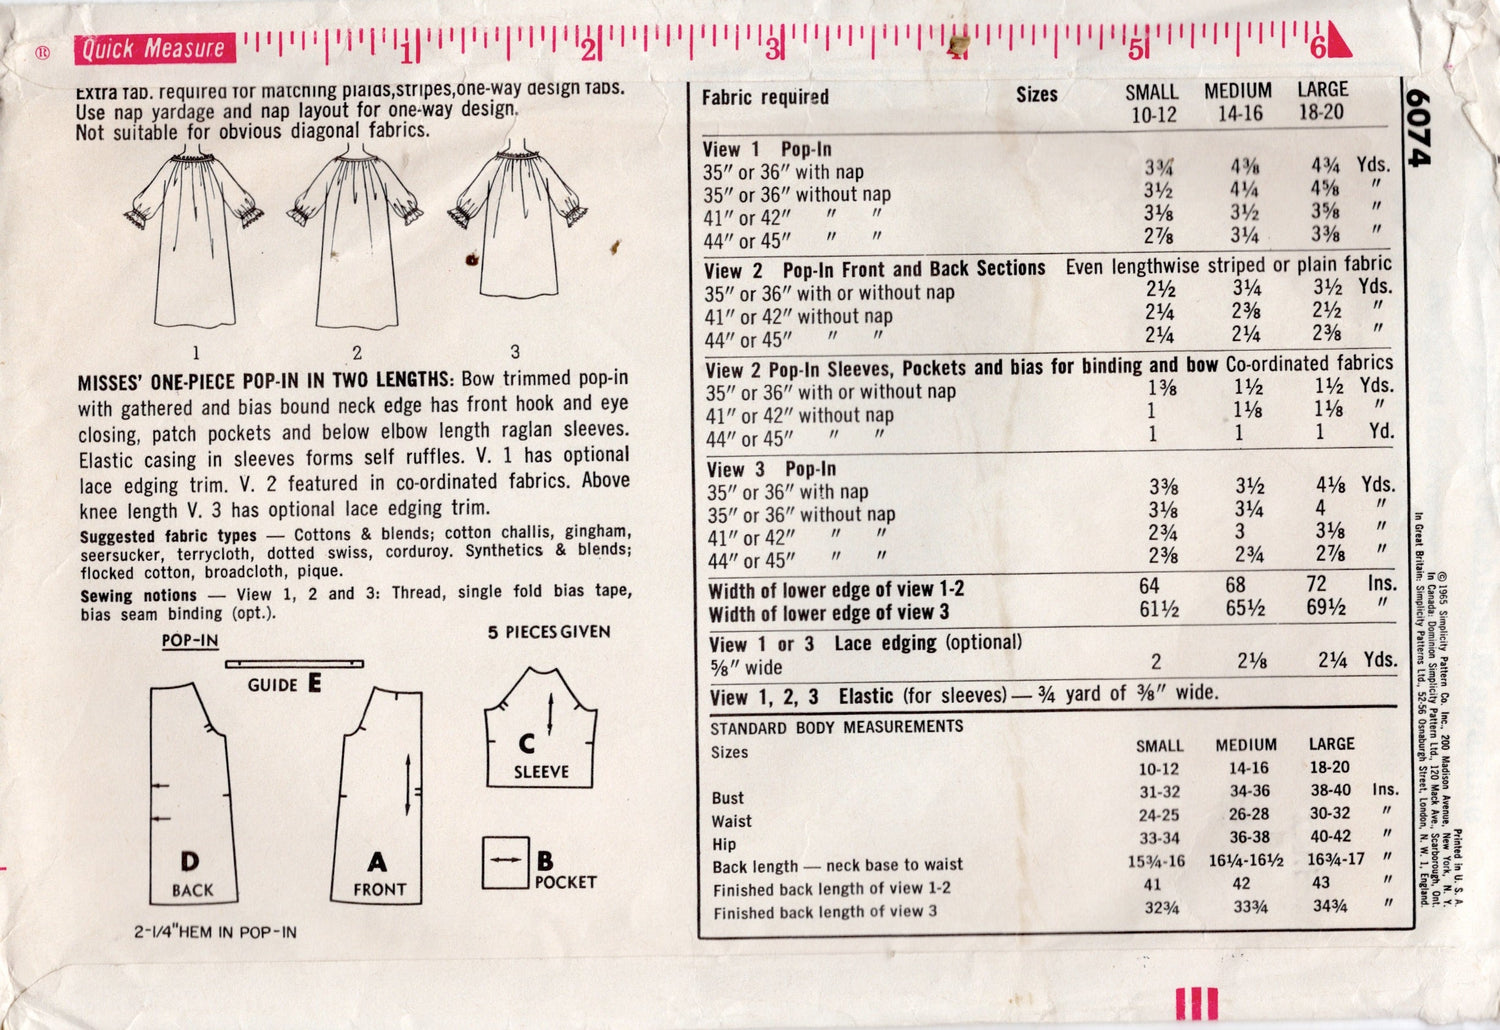 ® Quick Measure 1 2 3 4 5 6
Extra fab. required for matching plaids,stripes,one-way design fabs.
Use nap yardage and nap layout for one-way design.
Not suitable for obvious diagonal fabrics.
1 2 3
MISSES' ONE-PIECE POP-IN IN TWO LENGTHS: Bow trimmed pop-in
with gathered and bias bound neck edge has front hook and eye
closing, patch pockets and below elbow length raglan sleeves.
Elastic casing in sleeves forms self ruffles. V. 1 has optional
lace edging trim. V. 2 featured in co-ordinated fabrics. Above
knee length V. 3 has optional lace edging trim.
Suggested fabric types — Cottons & blends; cotton challis, gingham,
seersucker, terrycloth, dotted swiss, corduroy. Synthetics & blends;
flocked cotton, broadcloth, pique.
Sewing notions — View 1, 2 and 3: Thread, single fold bias tape,
bias seam binding (opt.).
POP-IN
5 PIECES GIVEN
GUIDE E
D
BACK
A
FRONT
C
SLEEVE
B
POCKET
2-1/4"HEM IN POP-IN
Fabric required Sizes SMALL MEDIUM LARGE
10-12 14-16 18-20
View 1 Pop-In
35" or 36" with nap 3¾ 4⅜ 4¾ Yds.
35" or 36" without nap 3½ 4¼ 4⅝ "
41" or 42" " " 3⅛ 3½ 3⅝ "
44" or 45" " " 2⅞ 3¼ 3⅜ "
View 2 Pop-In Front and Back Sections Even lengthwise striped or plain fabric
35" or 36" with or without nap 2½ 3¼ 3½ Yds.
41" or 42" without nap 2¼ 2⅜ 2½ "
44" or 45" " " 2¼ 2¼ 2⅜ "
View 2 Pop-In Sleeves, Pockets and bias for binding and bow Co-ordinated fabrics
35" or 36" with or without nap 1⅜ 1½ 1½ Yds.
41" or 42" without nap 1 1⅛ 1⅛ "
44" or 45" " " 1 1 1 Yd.
View 3 Pop-In
35" or 36" with nap 3⅜ 3½ 4⅛ Yds.
35" or 36" without nap 3⅛ 3¼ 4 "
41" or 42" " " 2¾ 3 3⅛ "
44" or 45" " " 2⅜ 2¾ 2⅞ "
Width of lower edge of view 1-2 64 68 72 Ins.
Width of lower edge of view 3 61½ 65½ 69½ "
View 1 or 3 Lace edging (optional)
⅝" wide 2 2⅛ 2¼ Yds.
View 1, 2, 3 Elastic (for sleeves) — ¾ yard of ⅜" wide.
STANDARD BODY MEASUREMENTS
Sizes SMALL MEDIUM LARGE
10-12 14-16 18-20
Bust 31-32 34-36 38-40 Ins.
Waist 24-25 26-28 30-32 "
Hip 33-34 36-38 40-42 "
Back length — neck base to waist 15¾-16 16¼-16½ 16¾-17 "
Finished back length of view 1-2 41 42 43 "
Finished back length of view 3 32¾ 33¾ 34¾ "
6074
Printed in U. S. A.
© 1965 Simplicity Pattern Co. Inc., 200 Madison Avenue, New York, N. Y.
In Canada: Dominion Simplicity Pattern Ltd., 120 Mack Ave., Scarborough, Ont.
In Great Britain: Simplicity Patterns Ltd., 52-56 Osnaburgh Street, London, N. W. 1, England.